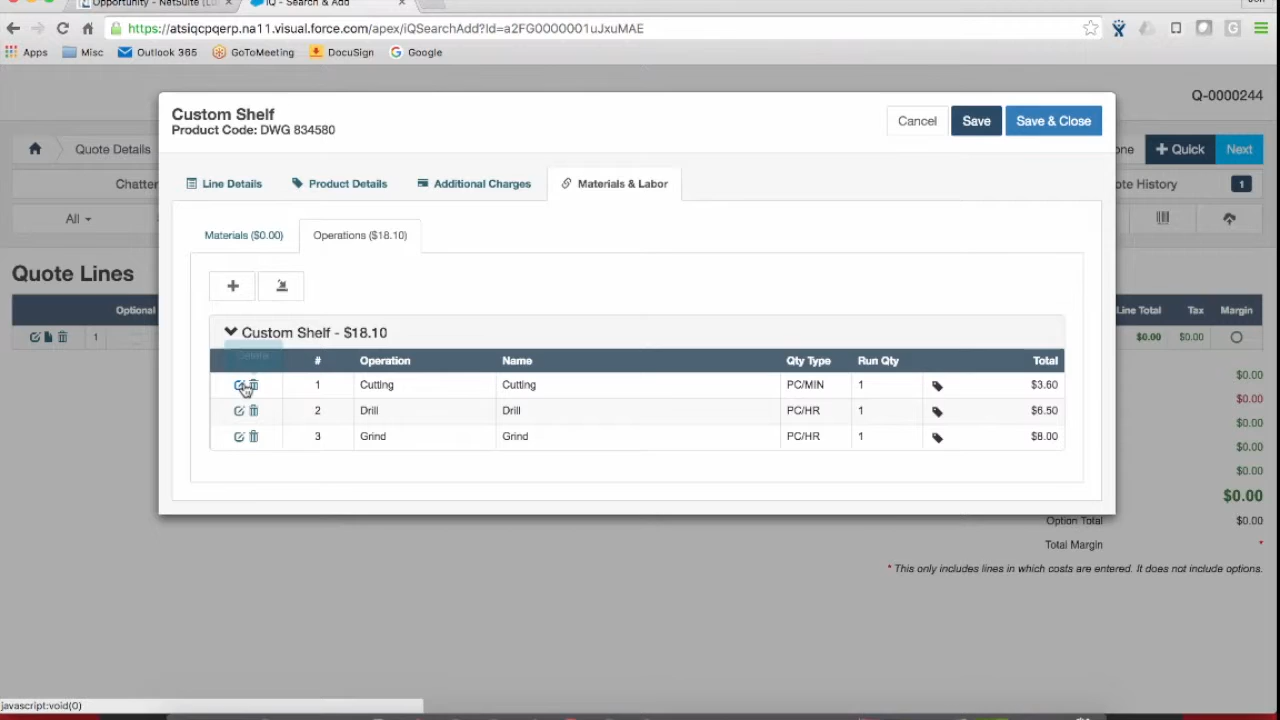 Opportunity - NetSuite (
iQ - Search & Add
https://atsiqcpqerp.na11.visual.force.com/apex/iQSearchAdd?Id=a2FG0000001uJxuMAE
Apps Misc Outlook 365 GoToMeeting DocuSign Google
Q-0000244
Custom Shelf
Product Code: DWG 834580
Cancel Save Save & Close
Quote Details
+ Quick Next
Chatter
Line Details Product Details Additional Charges Materials & Labor
1
All
Materials ($0.00) Operations ($18.10)
Quote Lines
Optional
Line Total Tax Margin
1
$0.00 $0.00
Custom Shelf - $18.10
Delete
# Operation Name Qty Type Run Qty Total
1 Cutting Cutting PC/MIN 1 $3.60
2 Drill Drill PC/HR 1 $6.50
3 Grind Grind PC/HR 1 $8.00
$0.00
$0.00
$0.00
$0.00
$0.00
$0.00
Option Total $0.00
Total Margin *
* This only includes lines in which costs are entered. It does not include options.
javascript:void(0)